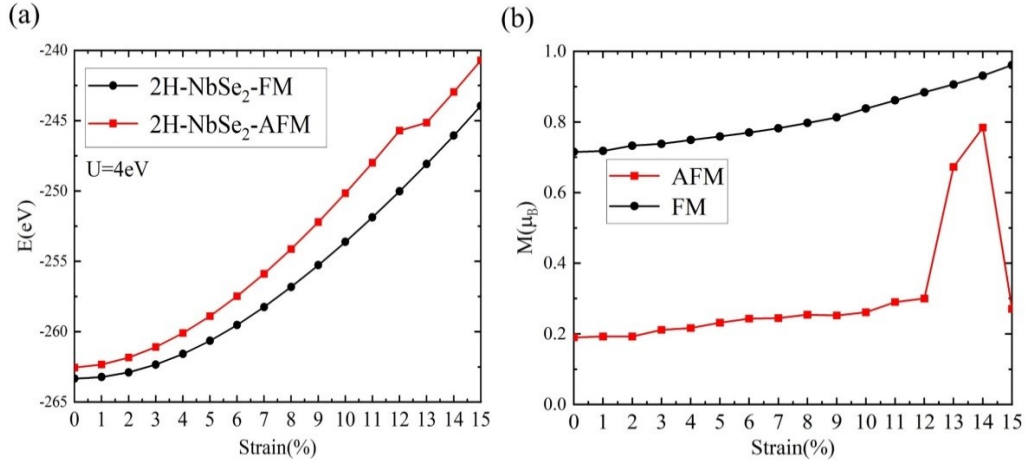 (a)
-240
-245
-250
-255
-260
-265
E(eV)
2H-NbSe₂-FM
2H-NbSe₂-AFM
U=4eV
0 1 2 3 4 5 6 7 8 9 10 11 12 13 14 15
Strain(%)
(b)
1.0
0.8
0.6
0.4
0.2
0.0
M(μ_B)
AFM
FM
0 1 2 3 4 5 6 7 8 9 10 11 12 13 14 15
Strain(%)